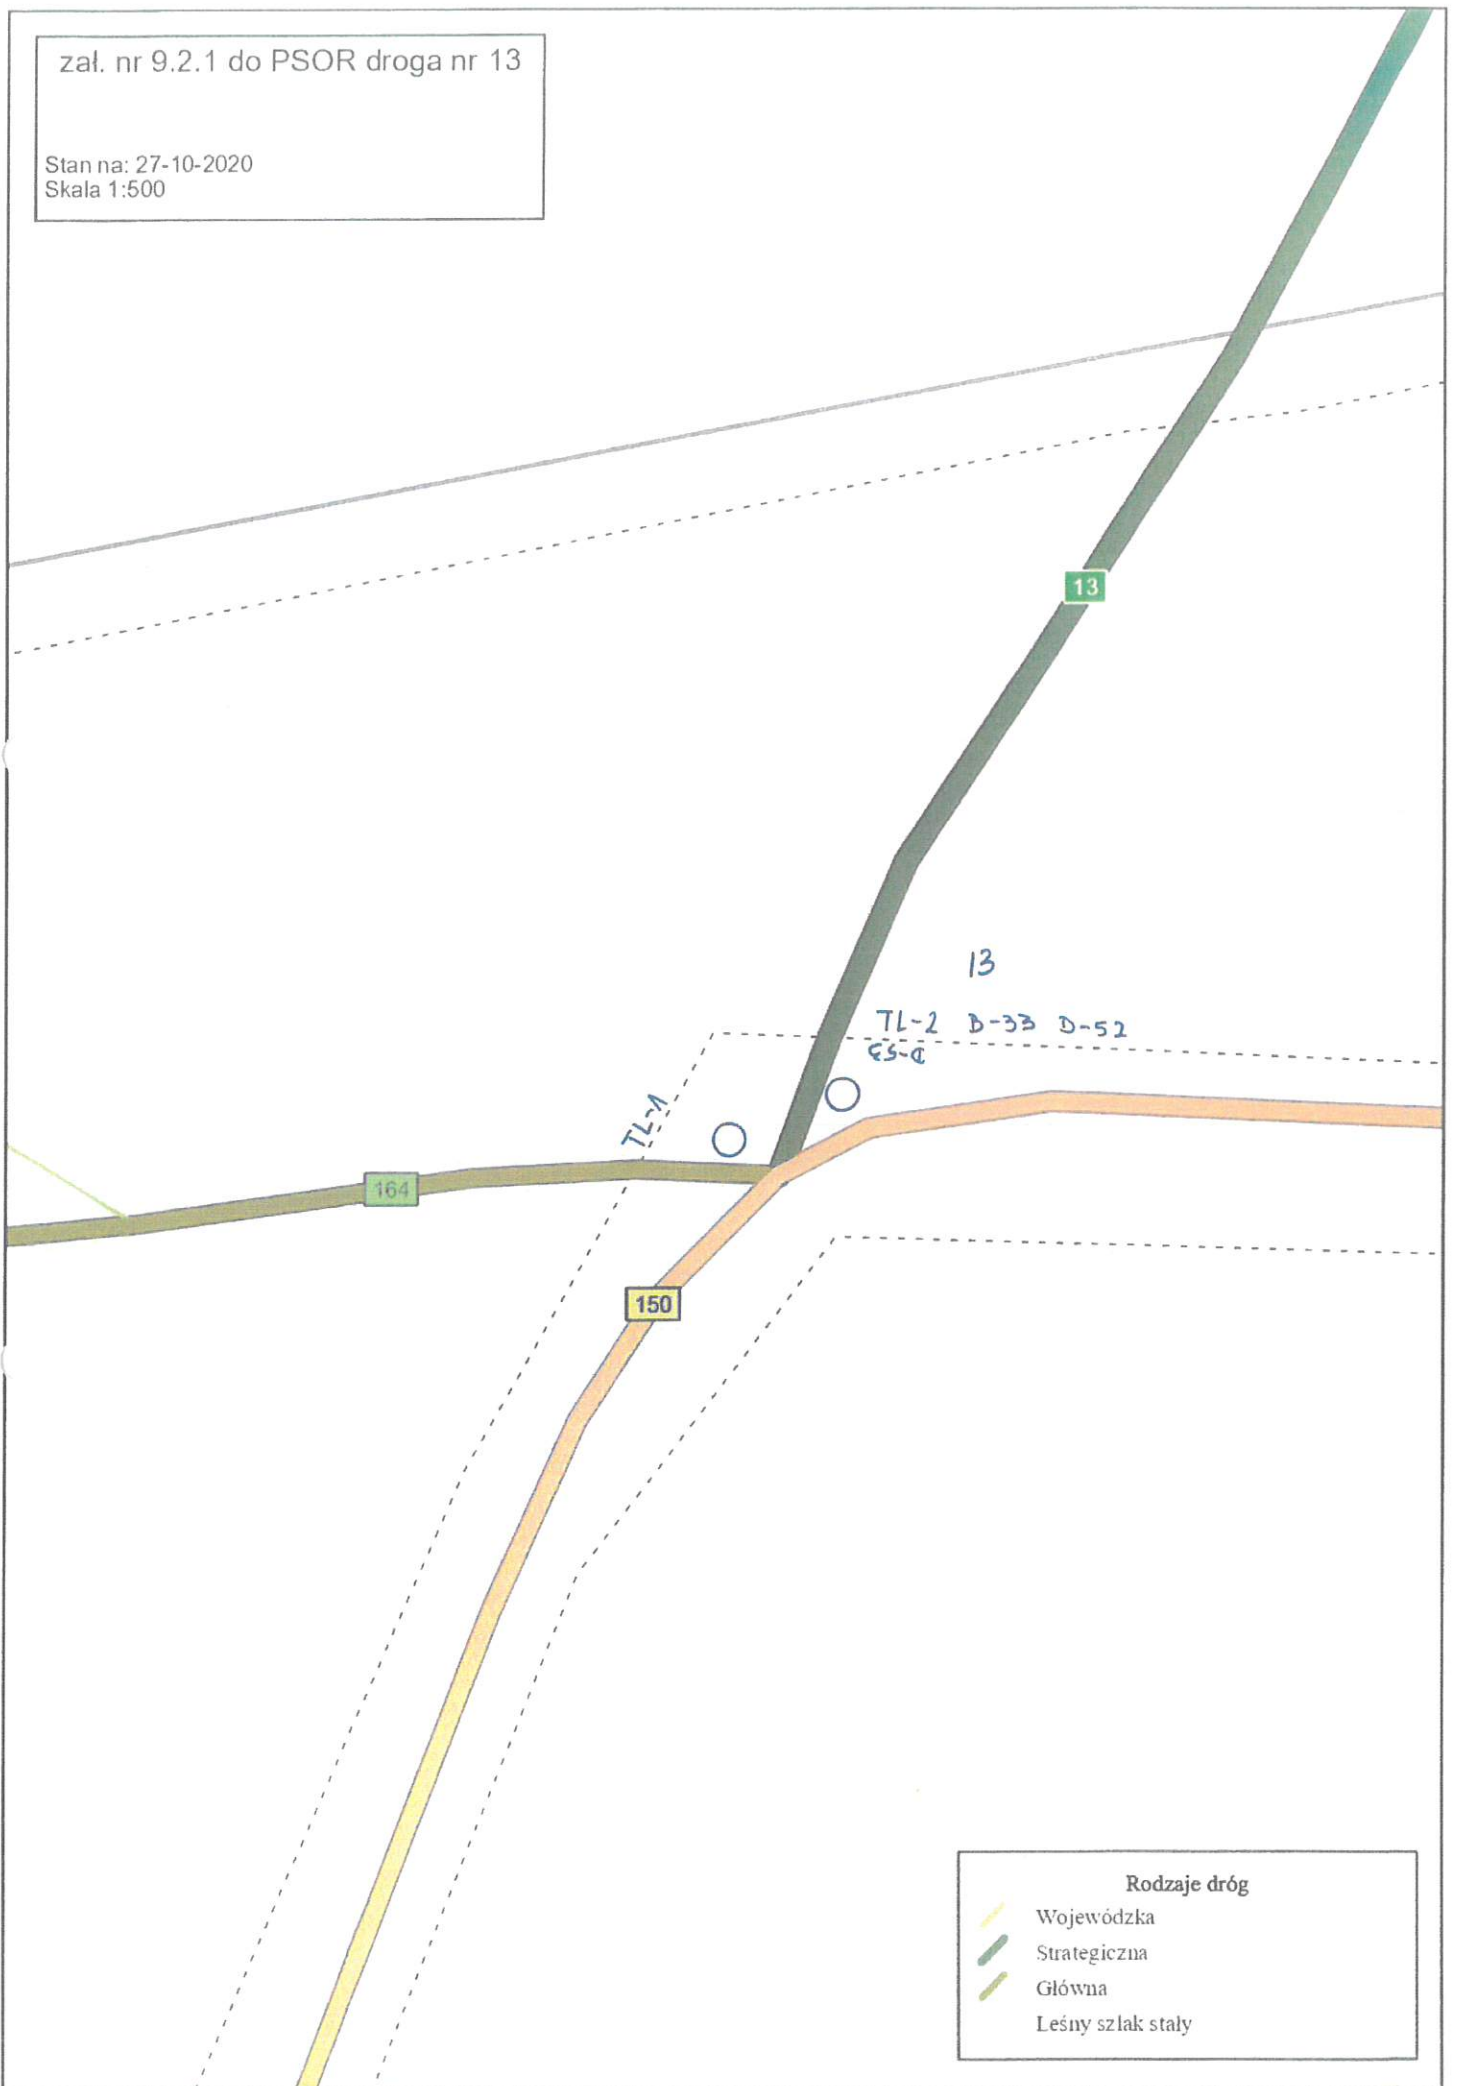 zał. nr 9.2.1 do PSOR droga nr 13
Stan na: 27-10-2020
Skala 1:500
13
13
TL-2 B-33 D-52
D-53
TL-1
164
150
Rodzaje dróg
Wojewódzka
Strategiczna
Główna
Leśny szlak stały